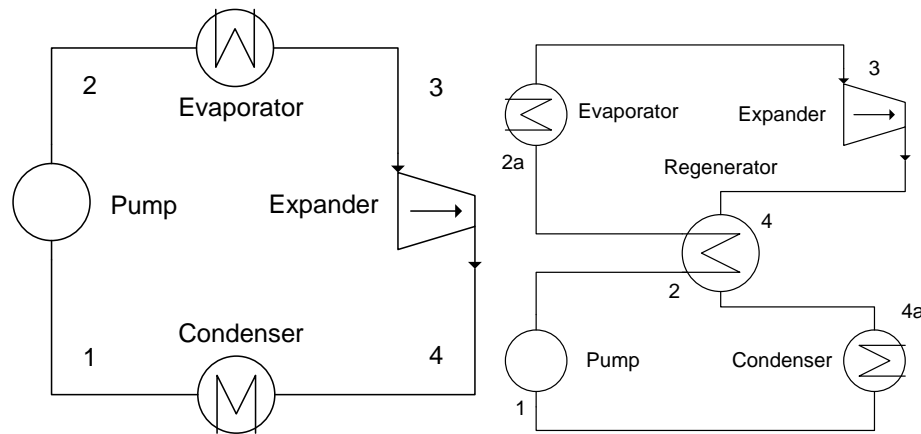 2
Evaporator
3
Pump
Expander
Condenser
1
4
3
Evaporator
Expander
2a
Regenerator
4
2
4a
Pump
Condenser
1